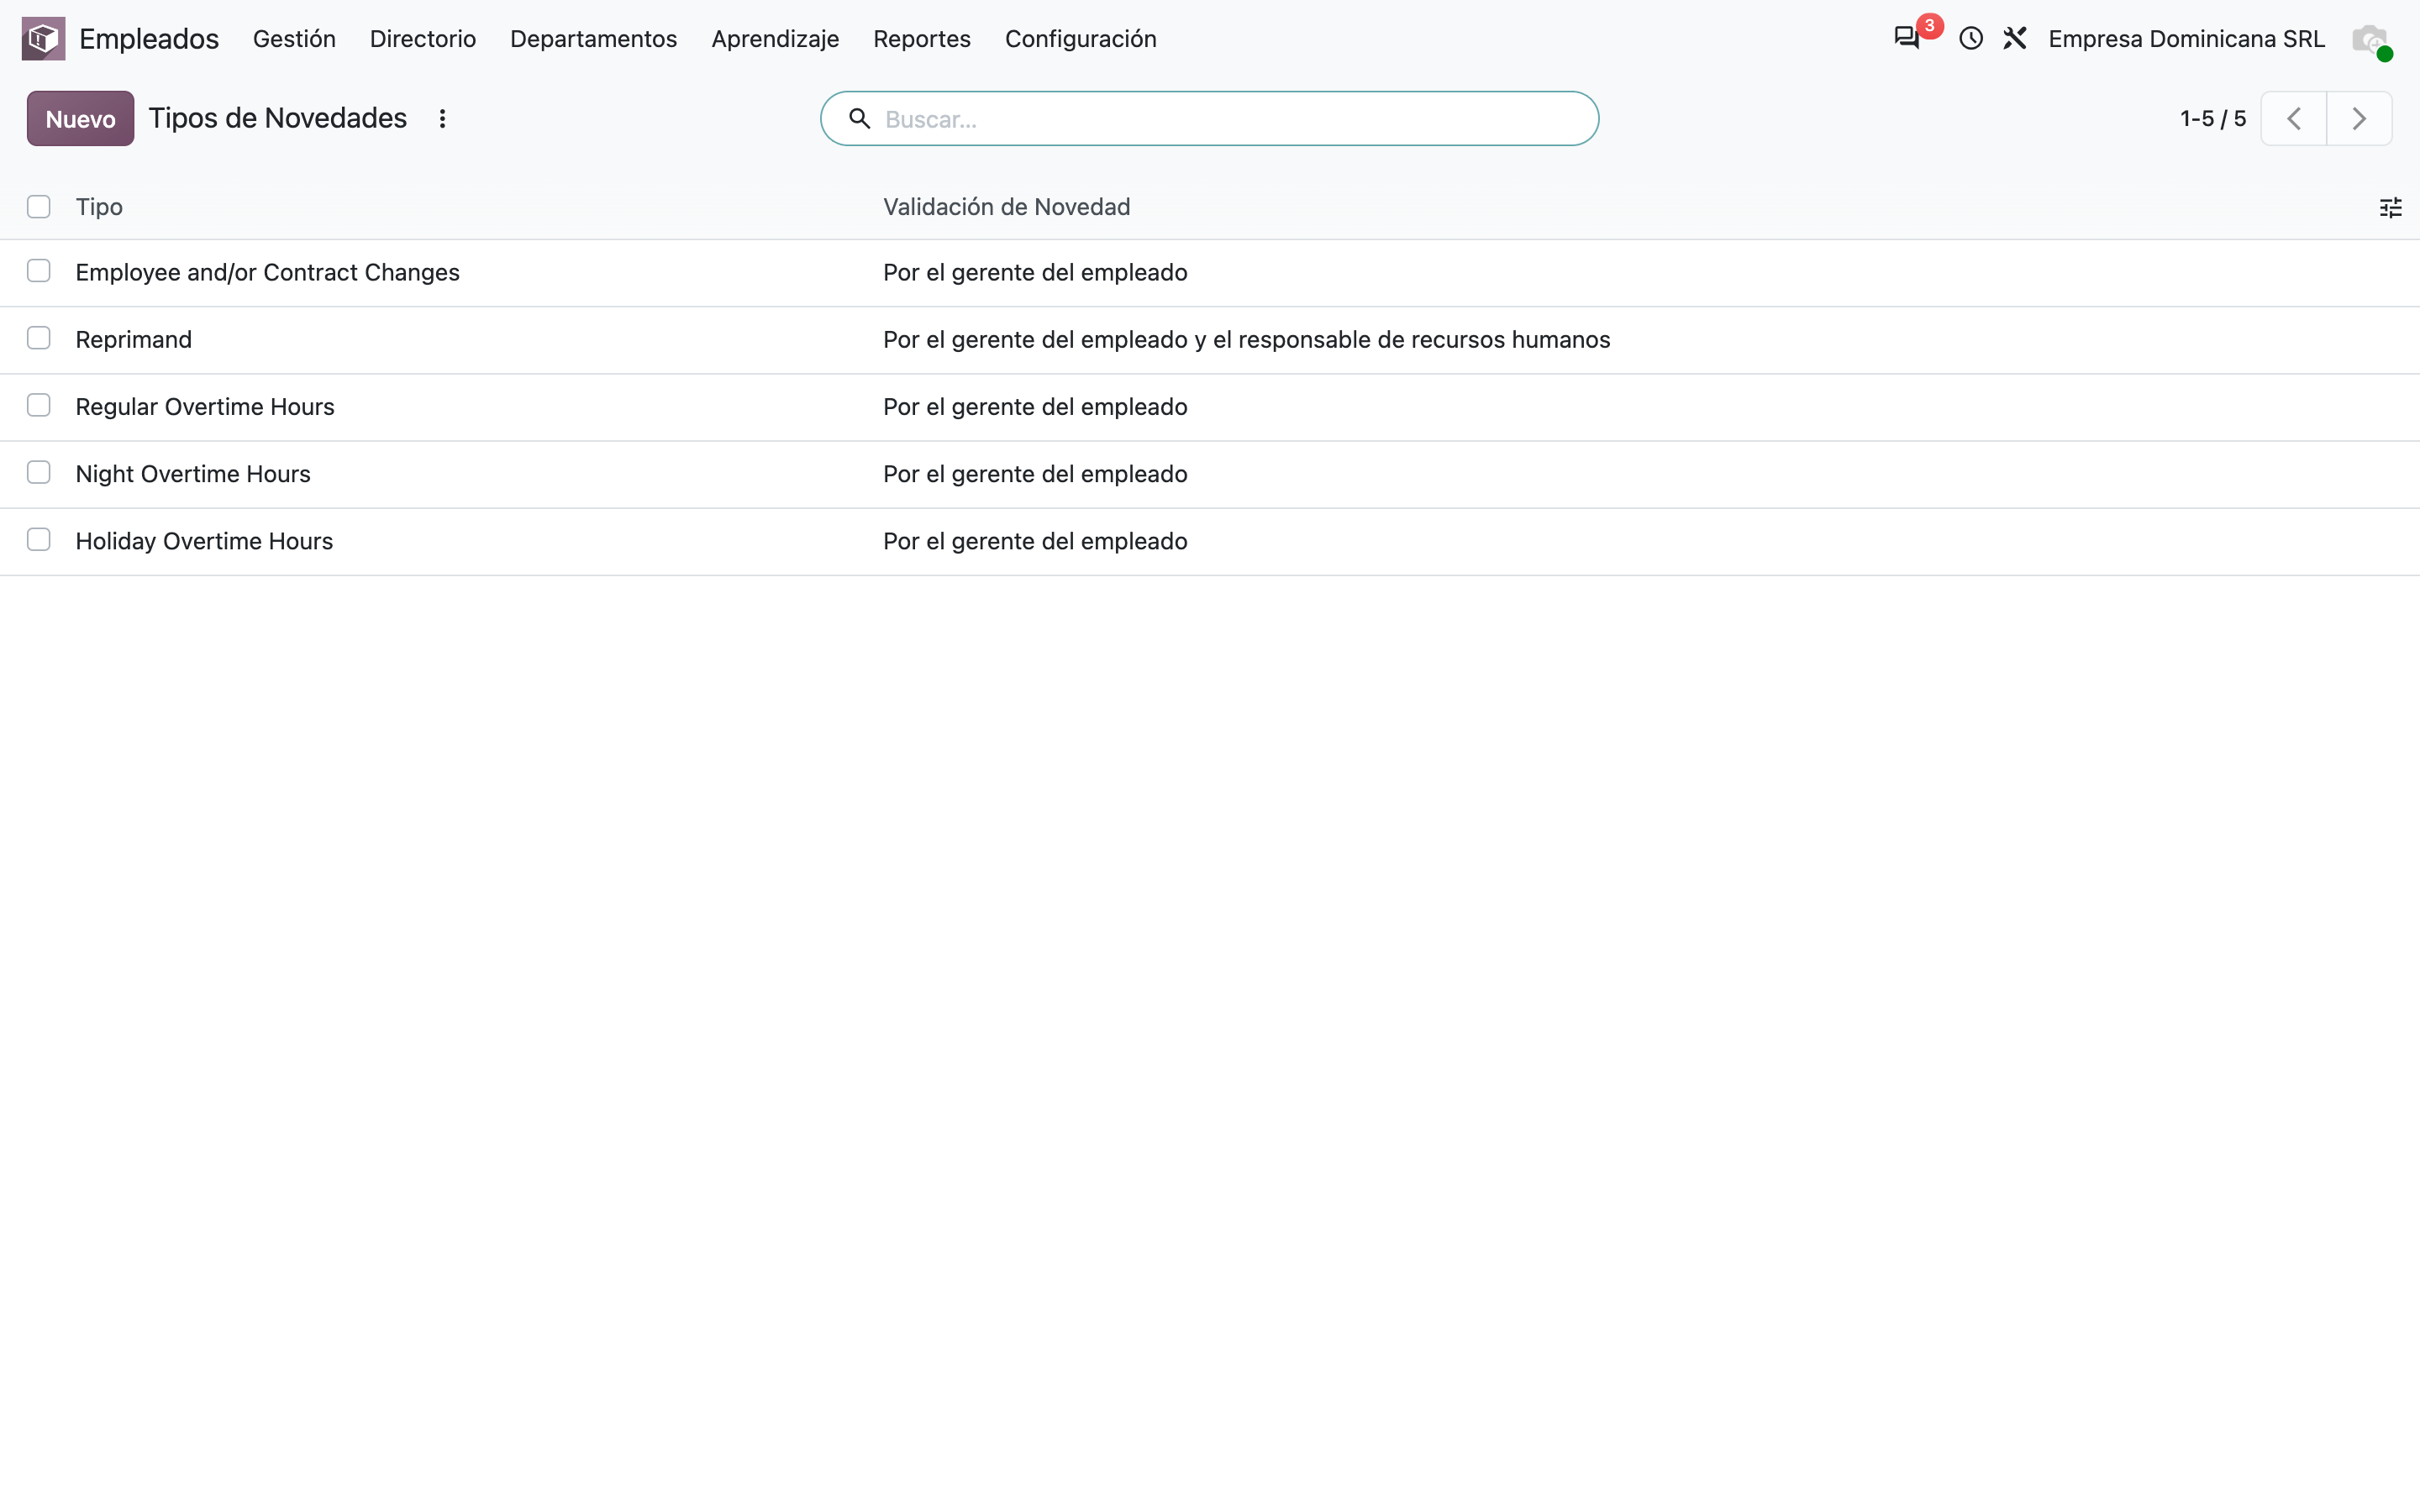 Empleados Gestión Directorio Departamentos Aprendizaje Reportes Configuración 3 Empresa Dominicana SRL
Nuevo Tipos de Novedades Buscar... 1-5 / 5
Tipo Validación de Novedad
Employee and/or Contract Changes Por el gerente del empleado
Reprimand Por el gerente del empleado y el responsable de recursos humanos
Regular Overtime Hours Por el gerente del empleado
Night Overtime Hours Por el gerente del empleado
Holiday Overtime Hours Por el gerente del empleado